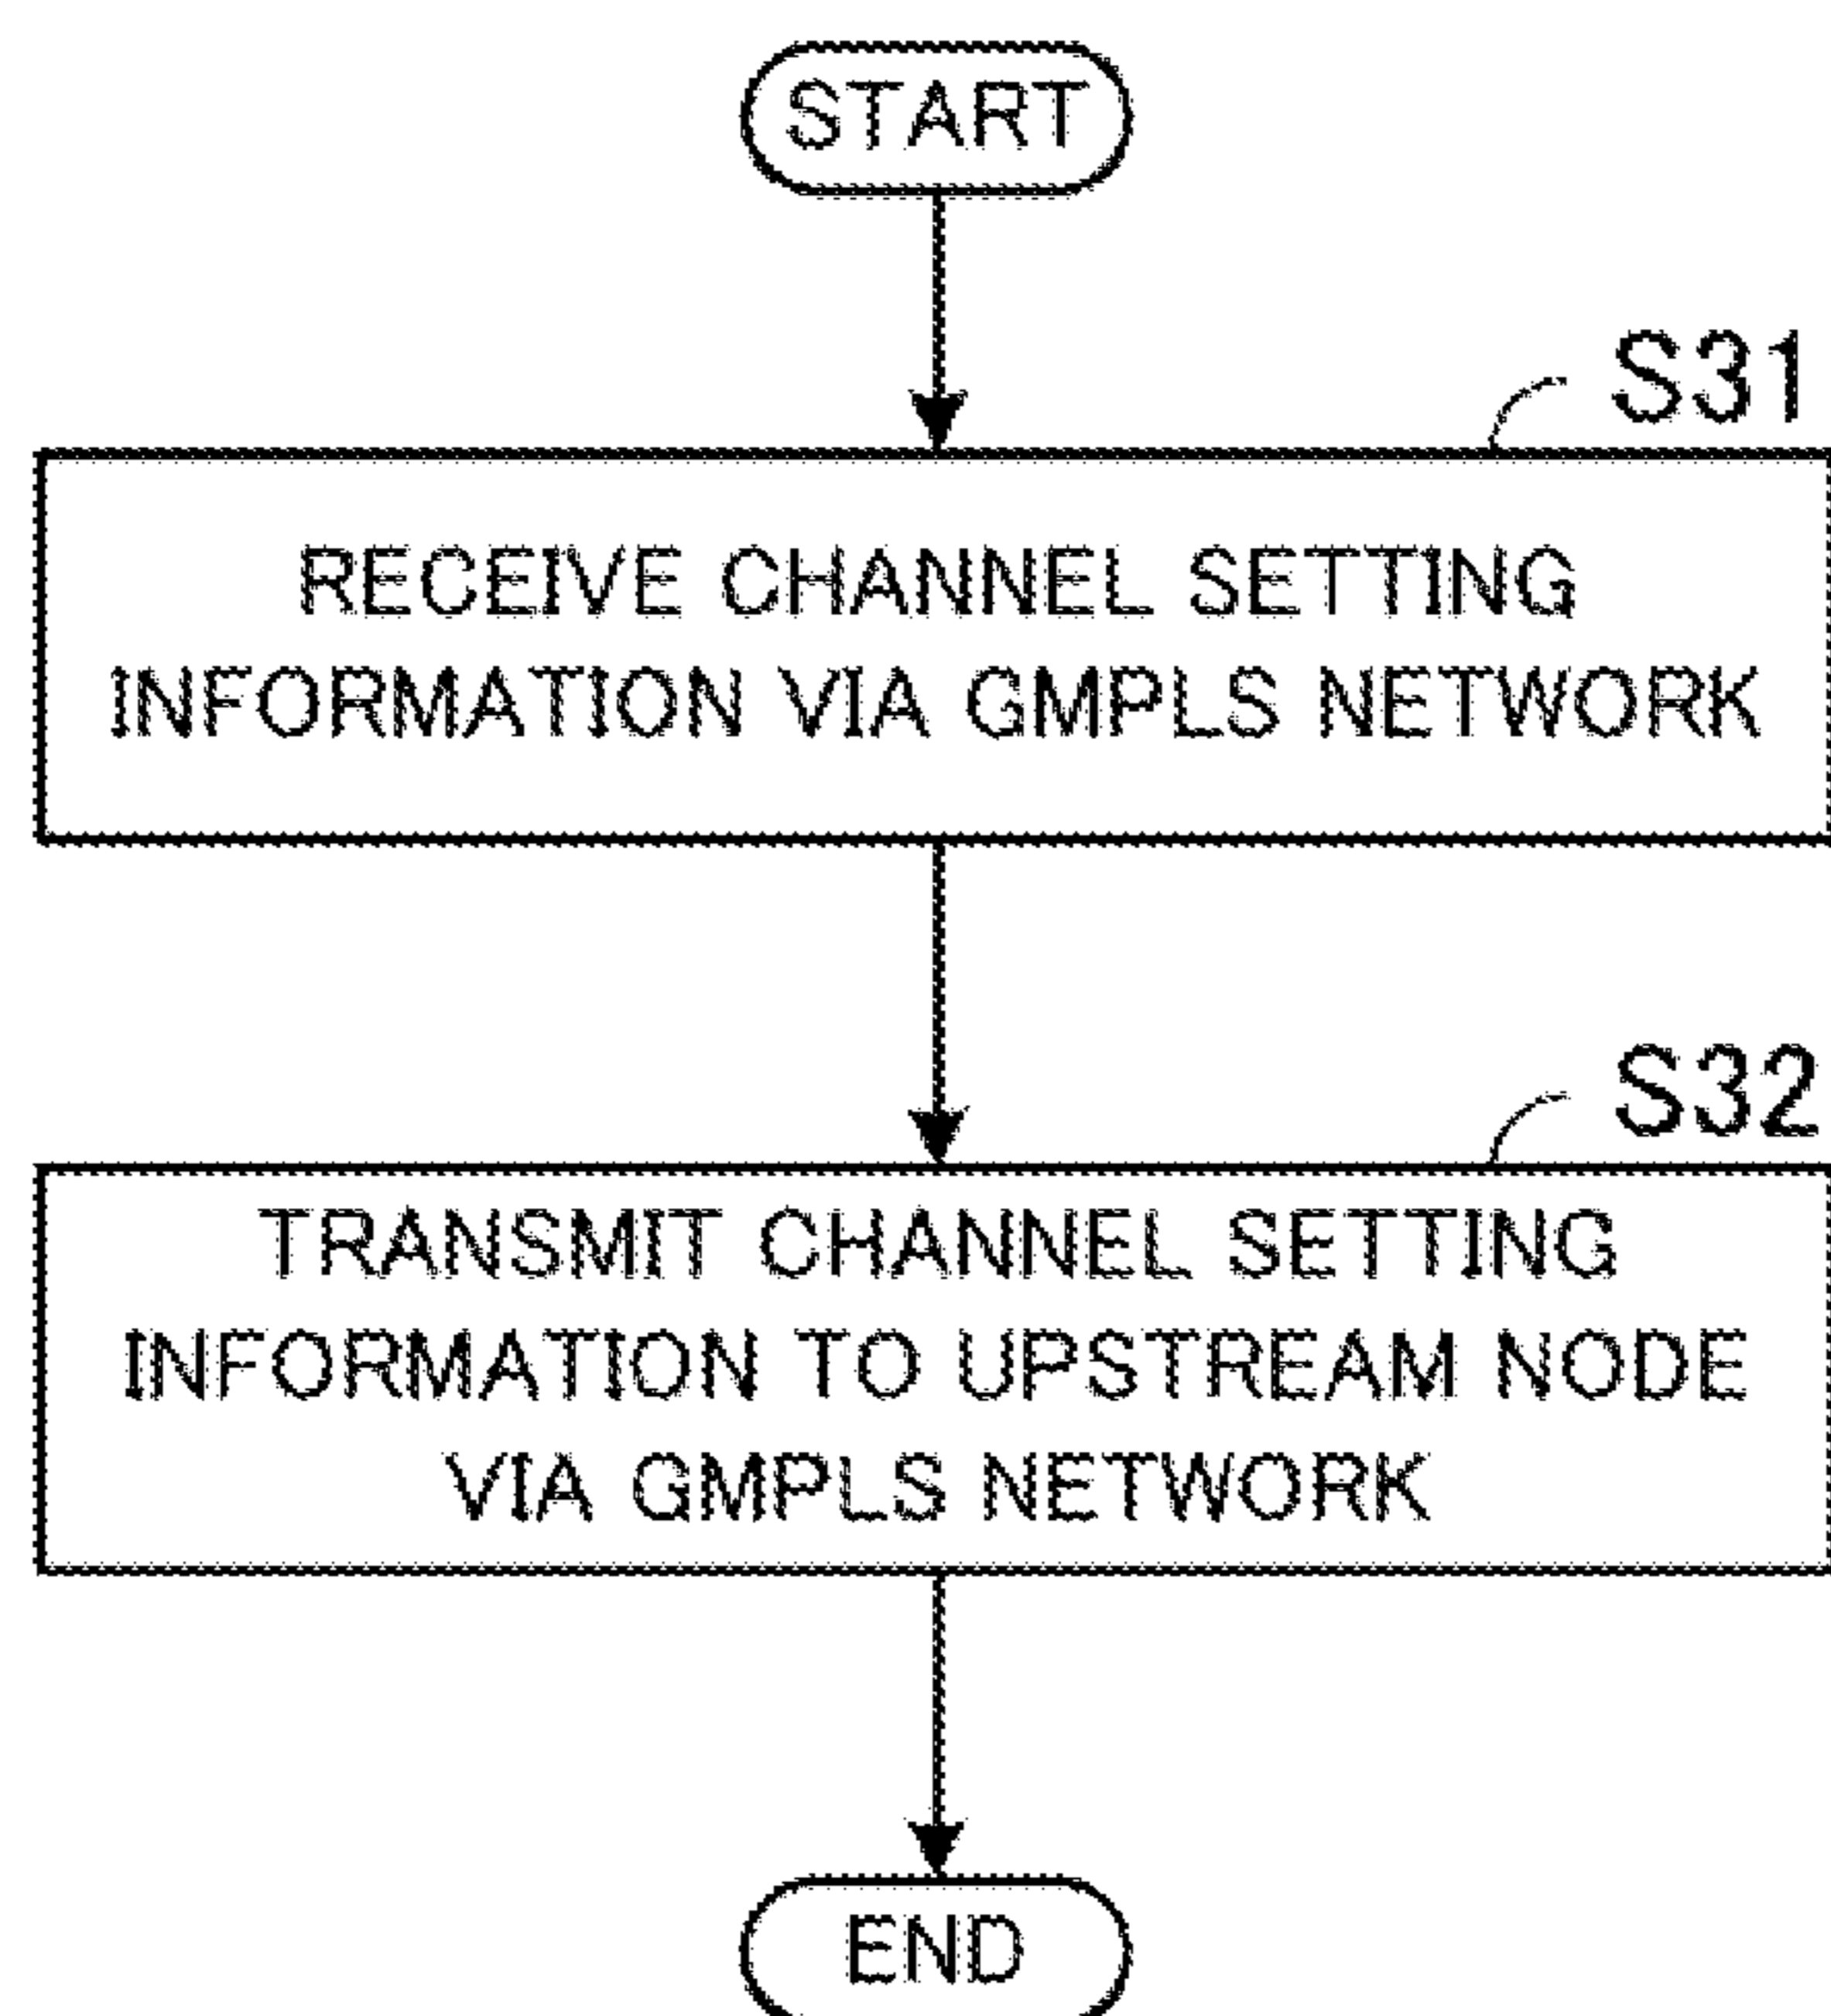 START
S31
RECEIVE CHANNEL SETTING
INFORMATION VIA GMPLS NETWORK
S32
TRANSMIT CHANNEL SETTING
INFORMATION TO UPSTREAM NODE
VIA GMPLS NETWORK
END